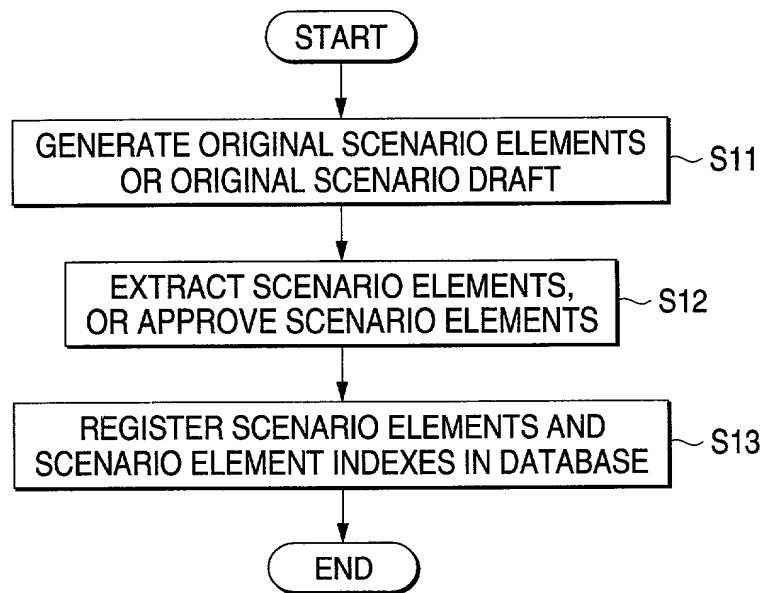 START
GENERATE ORIGINAL SCENARIO ELEMENTS
OR ORIGINAL SCENARIO DRAFT
S11
EXTRACT SCENARIO ELEMENTS,
OR APPROVE SCENARIO ELEMENTS
S12
REGISTER SCENARIO ELEMENTS AND
SCENARIO ELEMENT INDEXES IN DATABASE
S13
END